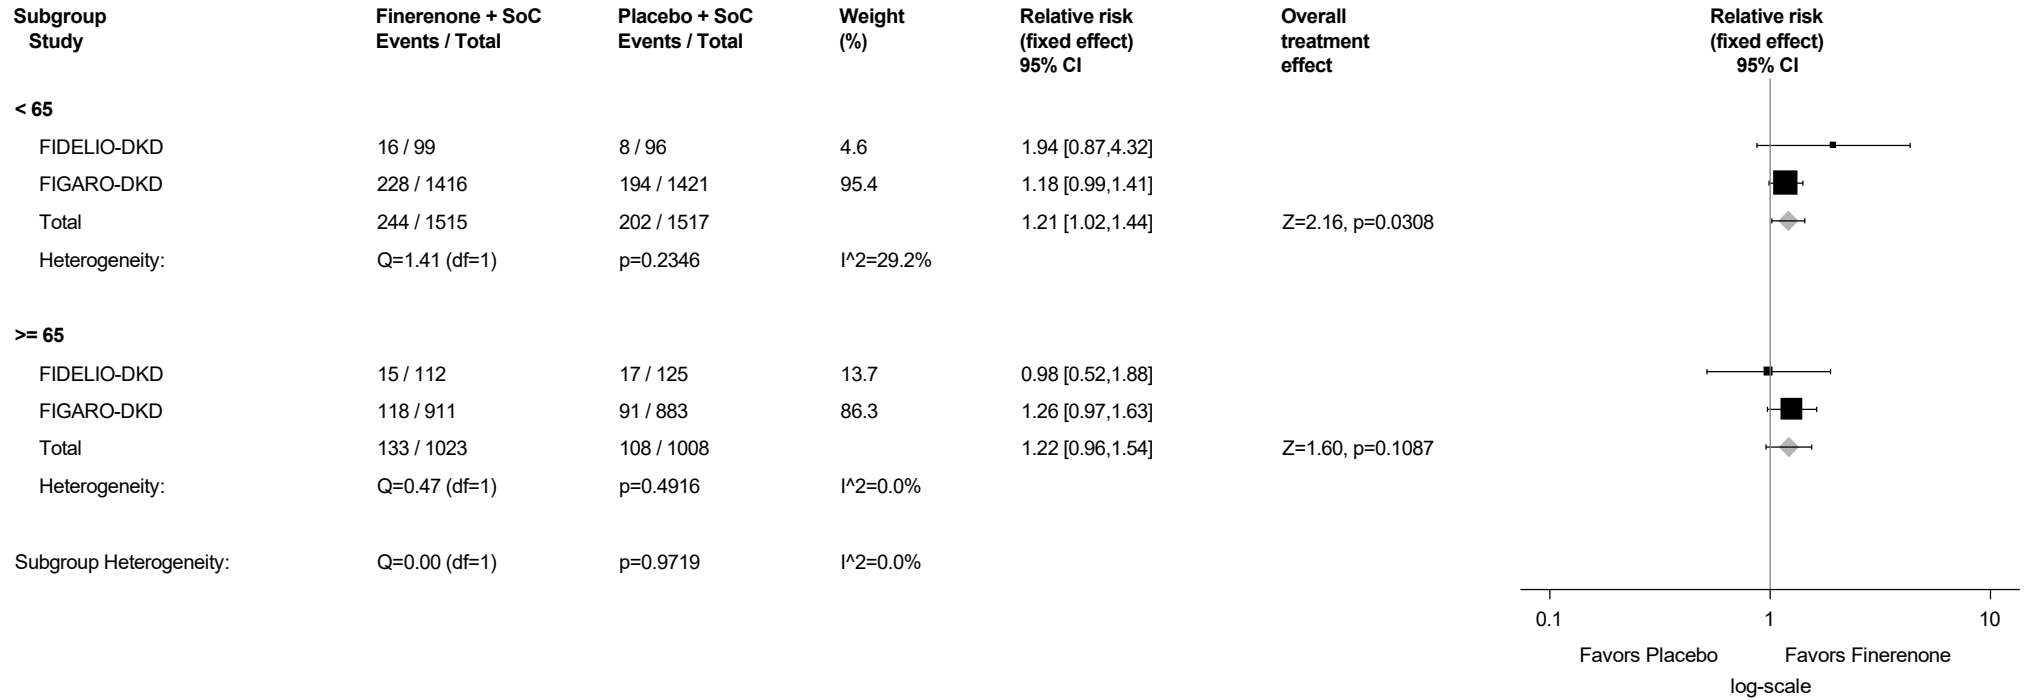 Subgroup Finerenone + SoC Placebo + SoC Weight Relative risk Overall Relative risk
Study Events / Total Events / Total (%) (fixed effect) treatment (fixed effect)
95% CI effect 95% CI
< 65
FIDELIO-DKD 16 / 99 8 / 96 4.6 1.94 [0.87,4.32]
FIGARO-DKD 228 / 1416 194 / 1421 95.4 1.18 [0.99,1.41]
Total 244 / 1515 202 / 1517 1.21 [1.02,1.44] Z=2.16, p=0.0308
Heterogeneity: Q=1.41 (df=1) p=0.2346 I^2=29.2%
>= 65
FIDELIO-DKD 15 / 112 17 / 125 13.7 0.98 [0.52,1.88]
FIGARO-DKD 118 / 911 91 / 883 86.3 1.26 [0.97,1.63]
Total 133 / 1023 108 / 1008 1.22 [0.96,1.54] Z=1.60, p=0.1087
Heterogeneity: Q=0.47 (df=1) p=0.4916 I^2=0.0%
Subgroup Heterogeneity: Q=0.00 (df=1) p=0.9719 I^2=0.0%
0.1 1 10
Favors Placebo Favors Finerenone
log-scale